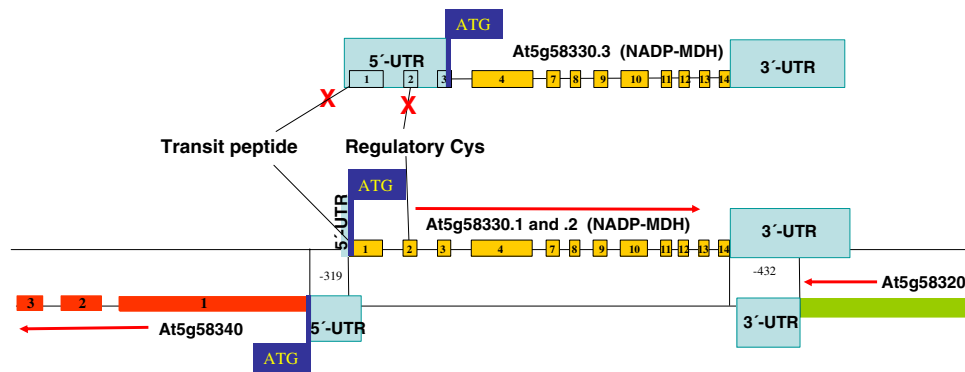 ATG
5´-UTR
At5g58330.3 (NADP-MDH)
3´-UTR
1 2 3 4 7 8 9 10 11 12 13 14
X X
Transit peptide
Regulatory Cys
5´-UTR
ATG
At5g58330.1 and .2 (NADP-MDH)
3´-UTR
1 2 3 4 7 8 9 10 11 12 13 14
-319
-432
At5g58320
3 2 1
At5g58340
5´-UTR
3´-UTR
ATG